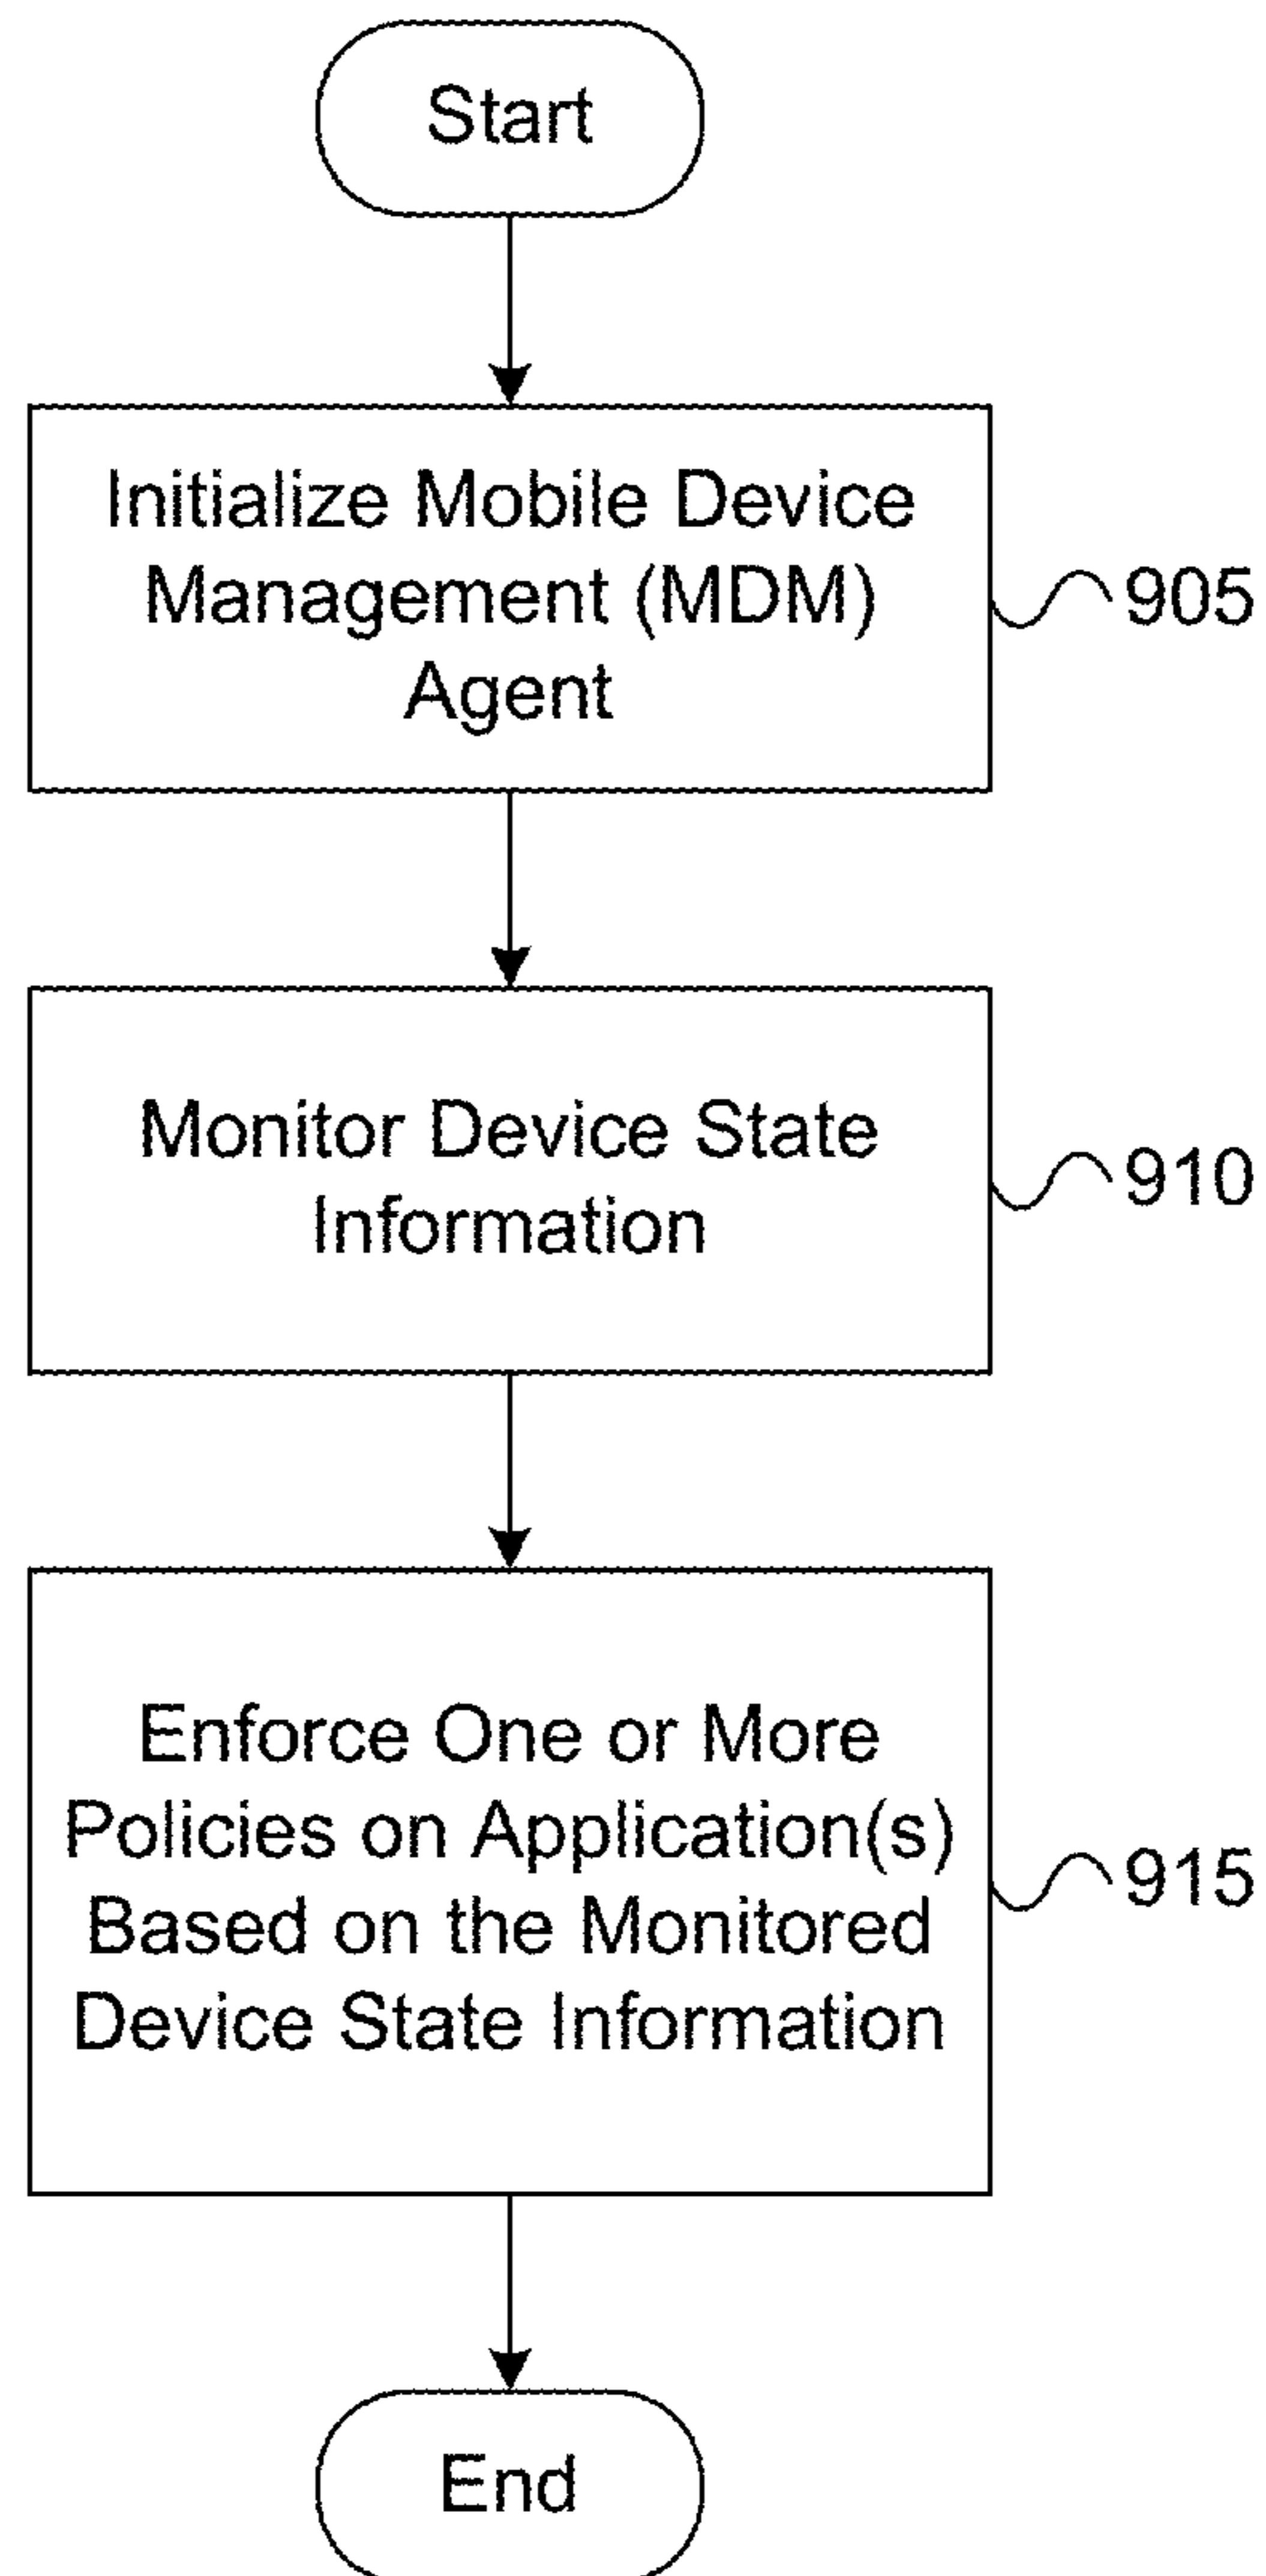 Start
Initialize Mobile Device
Management (MDM)
Agent
905
Monitor Device State
Information
910
Enforce One or More
Policies on Application(s)
Based on the Monitored
Device State Information
915
End